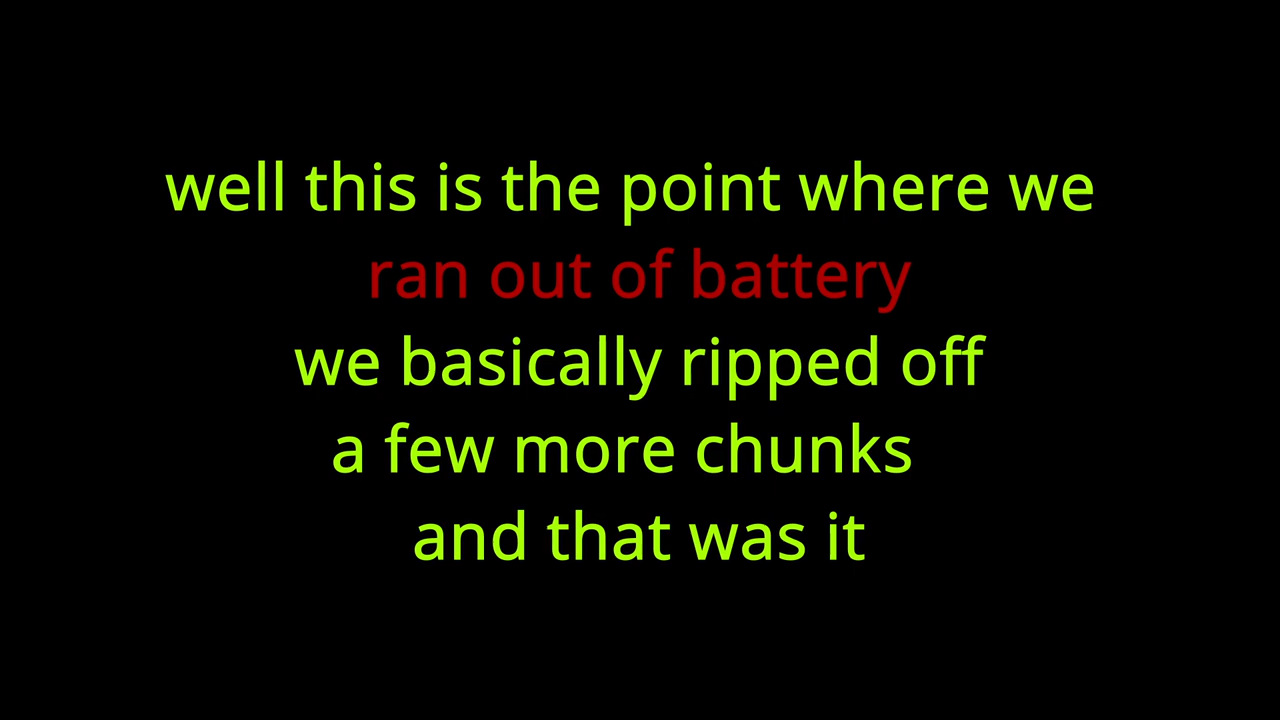 well this is the point where we
ran out of battery
we basically ripped off
a few more chunks
and that was it